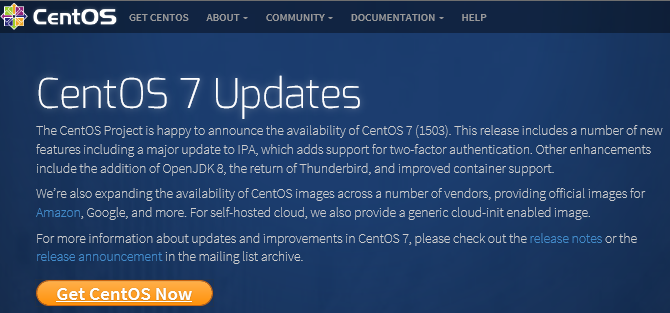 CentOS GET CENTOS ABOUT COMMUNITY DOCUMENTATION HELP
CentOS 7 Updates
The CentOS Project is happy to announce the availability of CentOS 7 (1503). This release includes a number of new
features including a major update to IPA, which adds support for two-factor authentication. Other enhancements
include the addition of OpenJDK 8, the return of Thunderbird, and improved container support.
We're also expanding the availability of CentOS images across a number of vendors, providing official images for
Amazon, Google, and more. For self-hosted cloud, we also provide a generic cloud-init enabled image.
For more information about updates and improvements in CentOS 7, please check out the release notes or the
release announcement in the mailing list archive.
Get CentOS Now